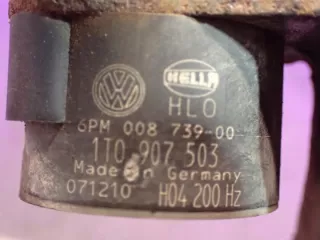 HELLA
HLO
6PM 008 739-00
1T0 907 503
Made in Germany
071210 H04 200 Hz